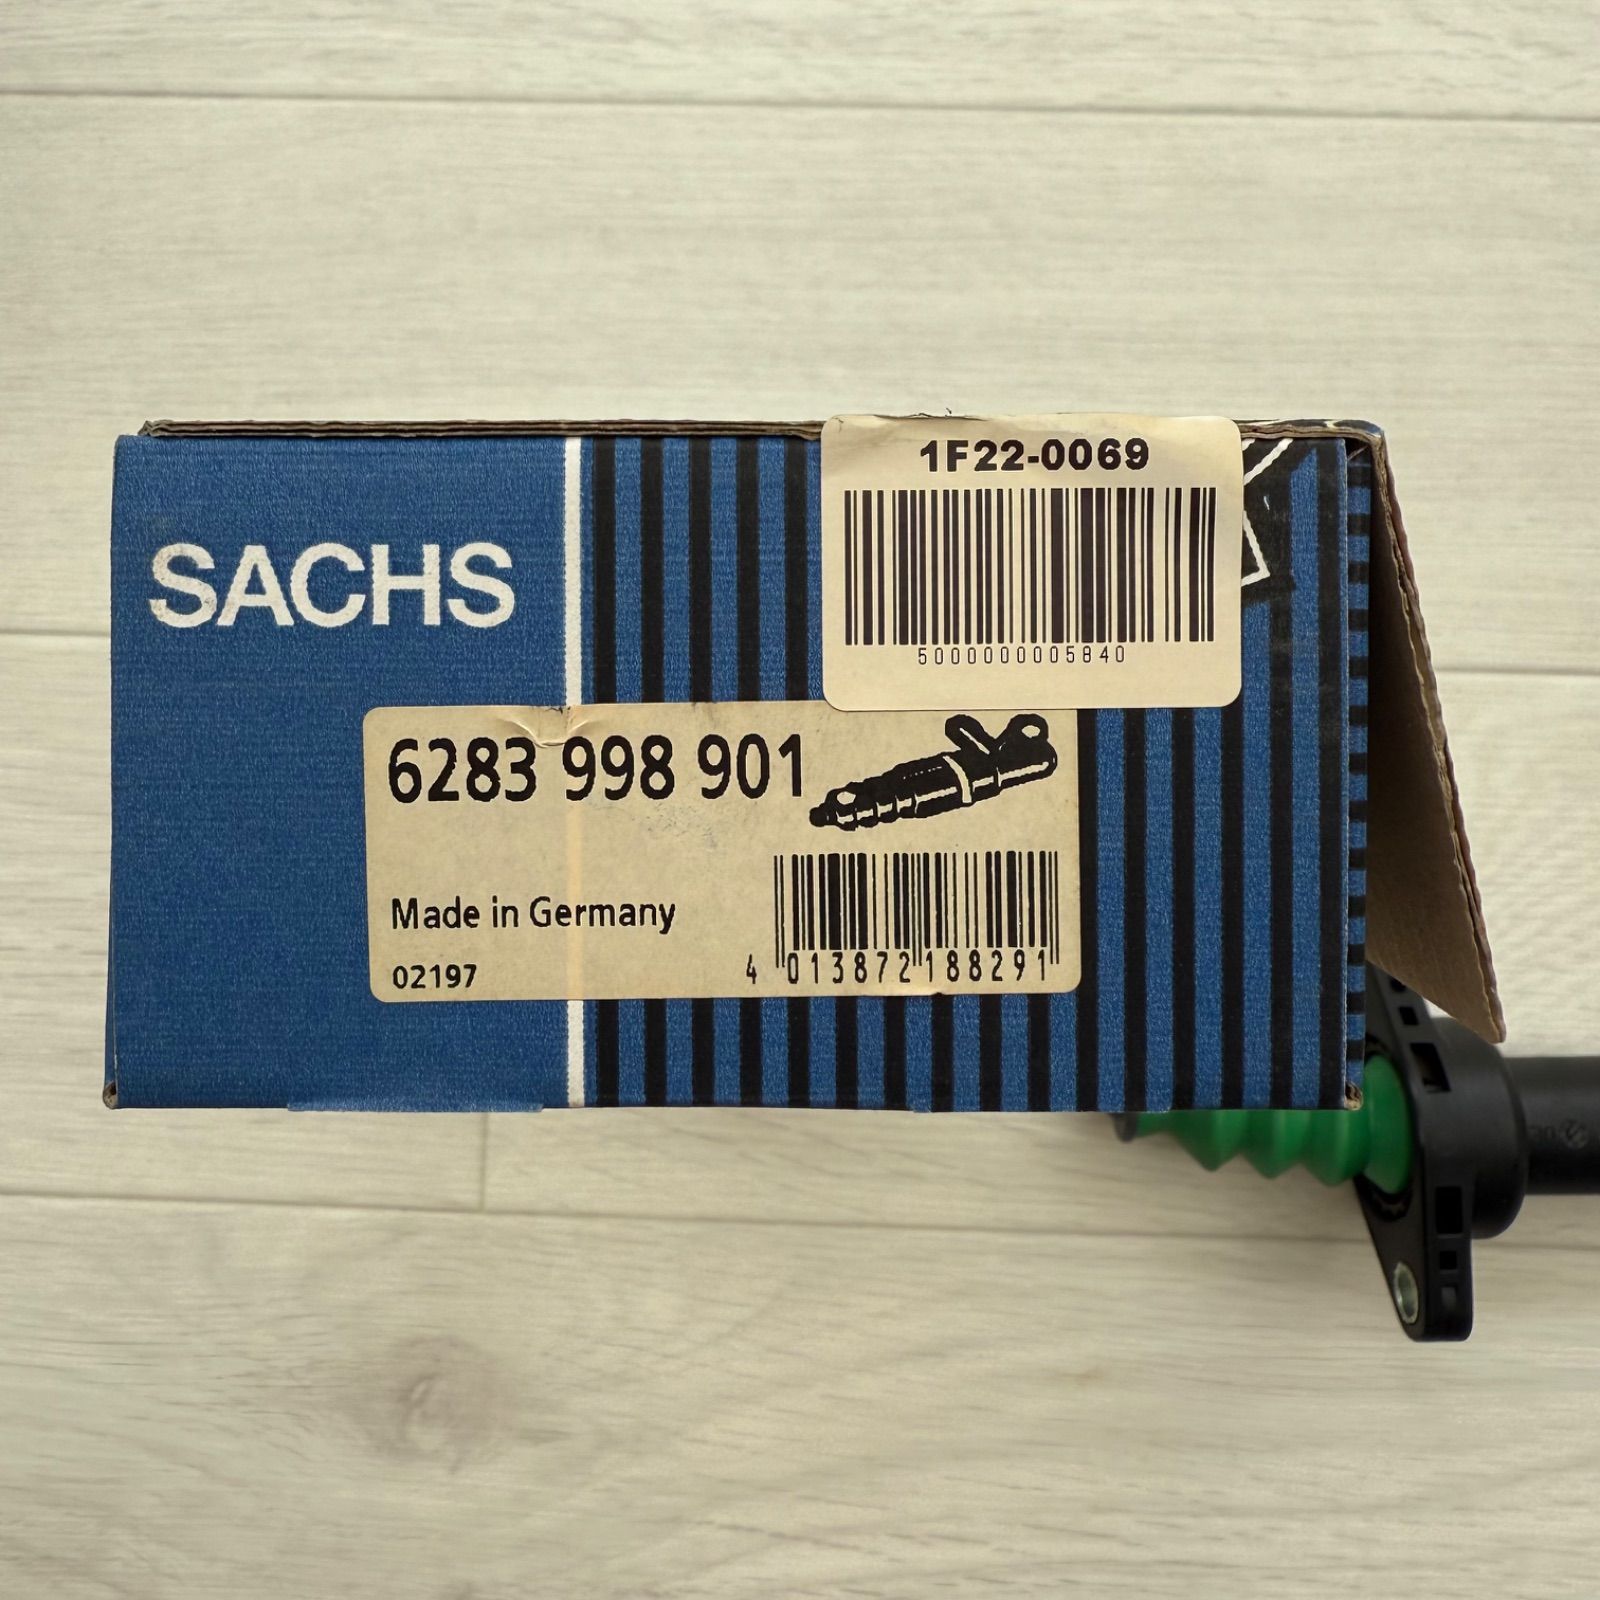 1F22-0069
5000000005840
SACHS
6283 998 901
Made in Germany
02197
4 013872 188291